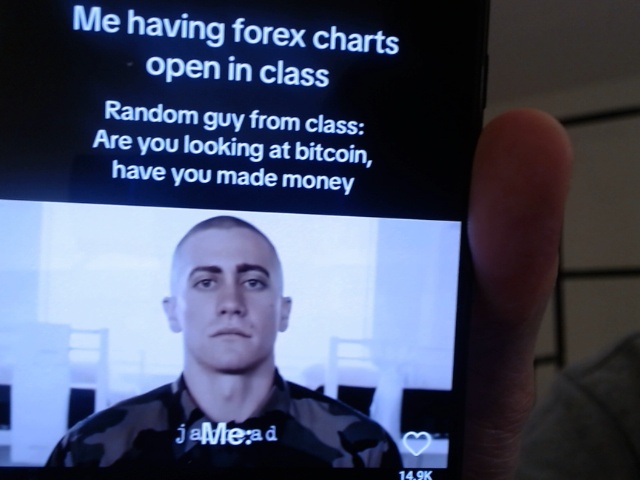 Me having forex charts
open in class
Random guy from class:
Are you looking at bitcoin,
have you made money
Me:
14.9K